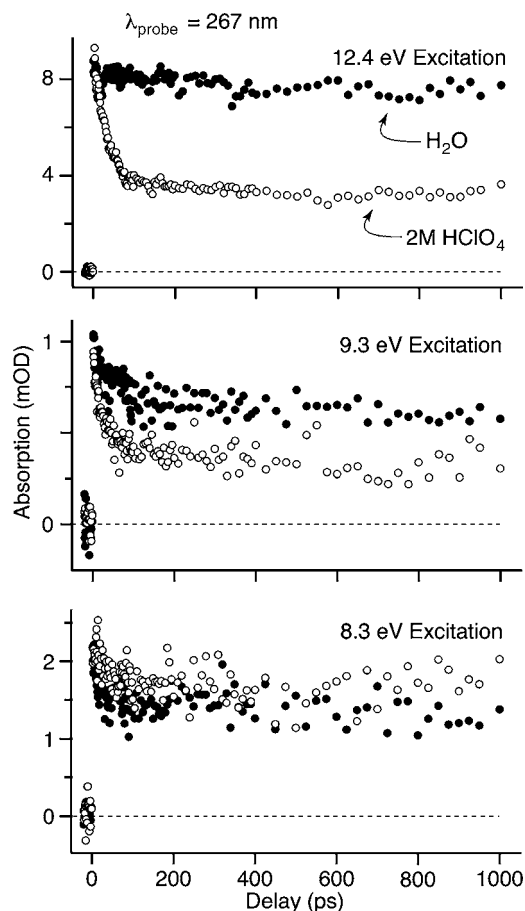 λprobe = 267 nm
12.4 eV Excitation
8
H2O
4
2M HClO4
0
9.3 eV Excitation
1
0
Absorption (mOD)
8.3 eV Excitation
2
1
0
0 200 400 600 800 1000
Delay (ps)